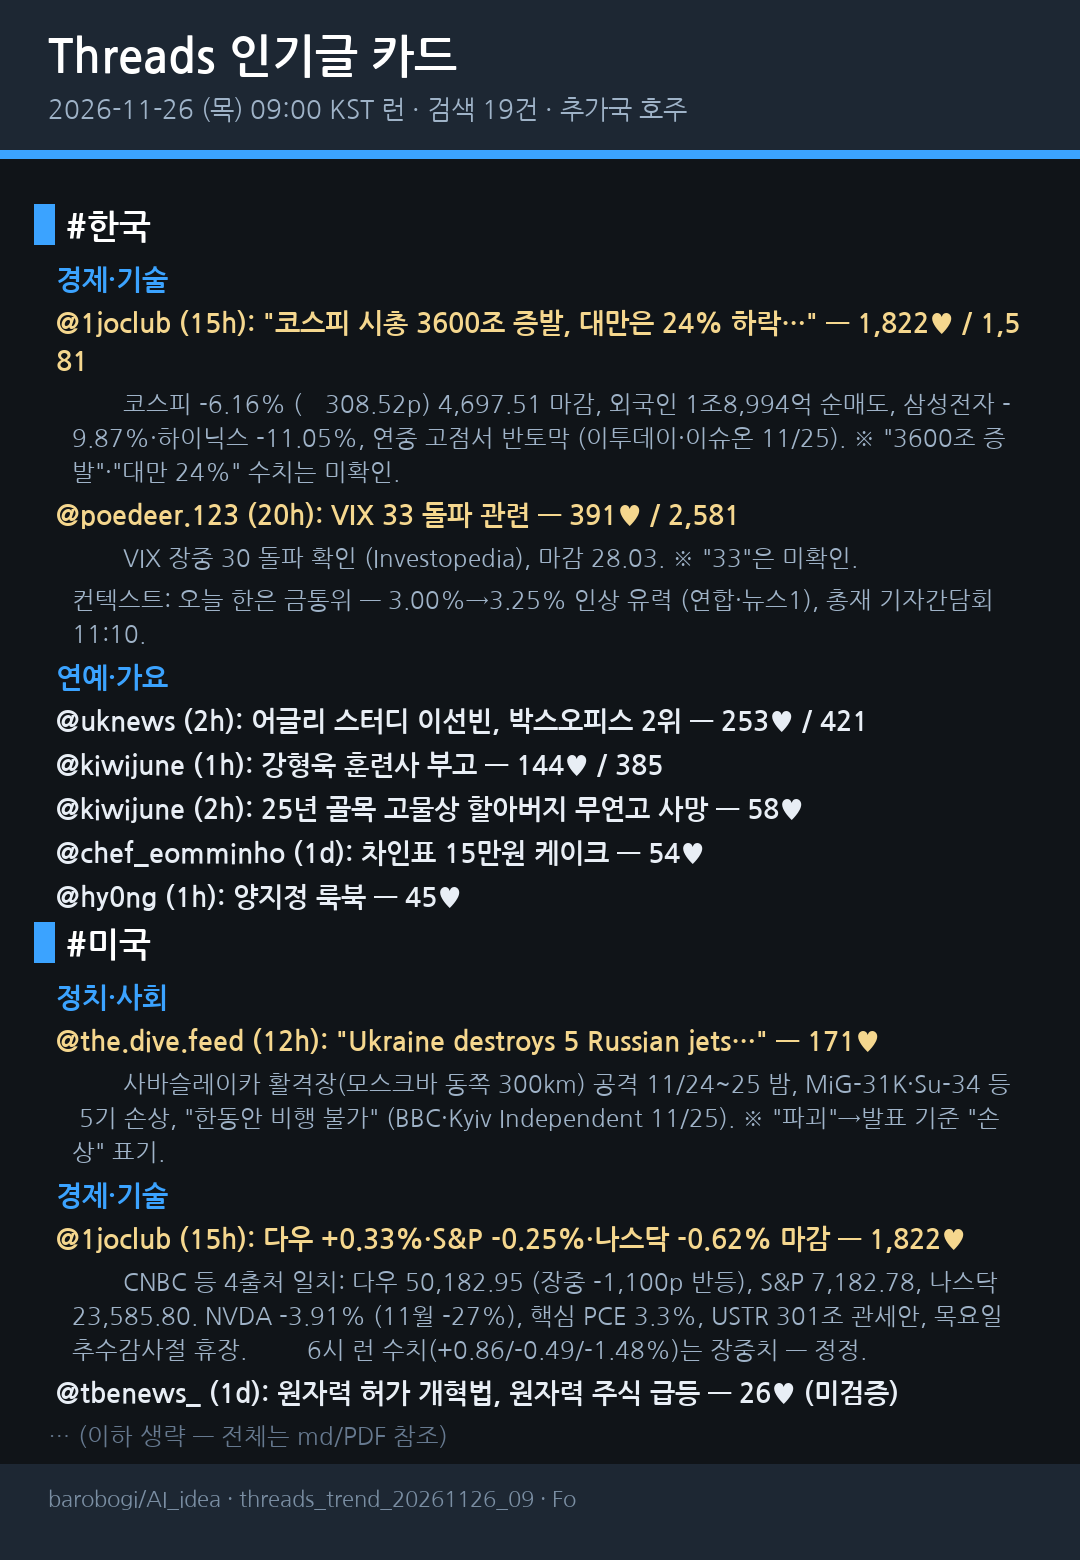 Threads 인기글 카드
2026-11-26 (목) 09:00 KST 런 · 검색 19건 · 추가국 호주
#한국
경제·기술
@1joclub (15h): "코스피 시총 3600조 증발, 대만은 24% 하락…" — 1,822♥ / 1,5
81
코스피 -6.16% ( 308.52p) 4,697.51 마감, 외국인 1조8,994억 순매도, 삼성전자 -
9.87%·하이닉스 -11.05%, 연중 고점서 반토막 (이투데이·이슈온 11/25). ※ "3600조 증
발"·"대만 24%" 수치는 미확인.
@poedeer.123 (20h): VIX 33 돌파 관련 — 391♥ / 2,581
VIX 장중 30 돌파 확인 (Investopedia), 마감 28.03. ※ "33"은 미확인.
컨텍스트: 오늘 한은 금통위 — 3.00%→3.25% 인상 유력 (연합·뉴스1), 총재 기자간담회
11:10.
연예·가요
@uknews (2h): 어글리 스터디 이선빈, 박스오피스 2위 — 253♥ / 421
@kiwijune (1h): 강형욱 훈련사 부고 — 144♥ / 385
@kiwijune (2h): 25년 골목 고물상 할아버지 무연고 사망 — 58♥
@chef_eomminho (1d): 차인표 15만원 케이크 — 54♥
@hy0ng (1h): 양지정 룩북 — 45♥
#미국
정치·사회
@the.dive.feed (12h): "Ukraine destroys 5 Russian jets…" — 171♥
사바슬레이카 활격장(모스크바 동쪽 300km) 공격 11/24~25 밤, MiG-31K·Su-34 등
5기 손상, "한동안 비행 불가" (BBC·Kyiv Independent 11/25). ※ "파괴"→발표 기준 "손
상" 표기.
경제·기술
@1joclub (15h): 다우 +0.33%·S&P -0.25%·나스닥 -0.62% 마감 — 1,822♥
CNBC 등 4출처 일치: 다우 50,182.95 (장중 -1,100p 반등), S&P 7,182.78, 나스닥
23,585.80. NVDA -3.91% (11월 -27%), 핵심 PCE 3.3%, USTR 301조 관세안, 목요일
추수감사절 휴장. 6시 런 수치(+0.86/-0.49/-1.48%)는 장중치 — 정정.
@tbenews_ (1d): 원자력 허가 개혁법, 원자력 주식 급등 — 26♥ (미검증)
… (이하 생략 — 전체는 md/PDF 참조)
barobogi/AI_idea · threads_trend_20261126_09 · Fo